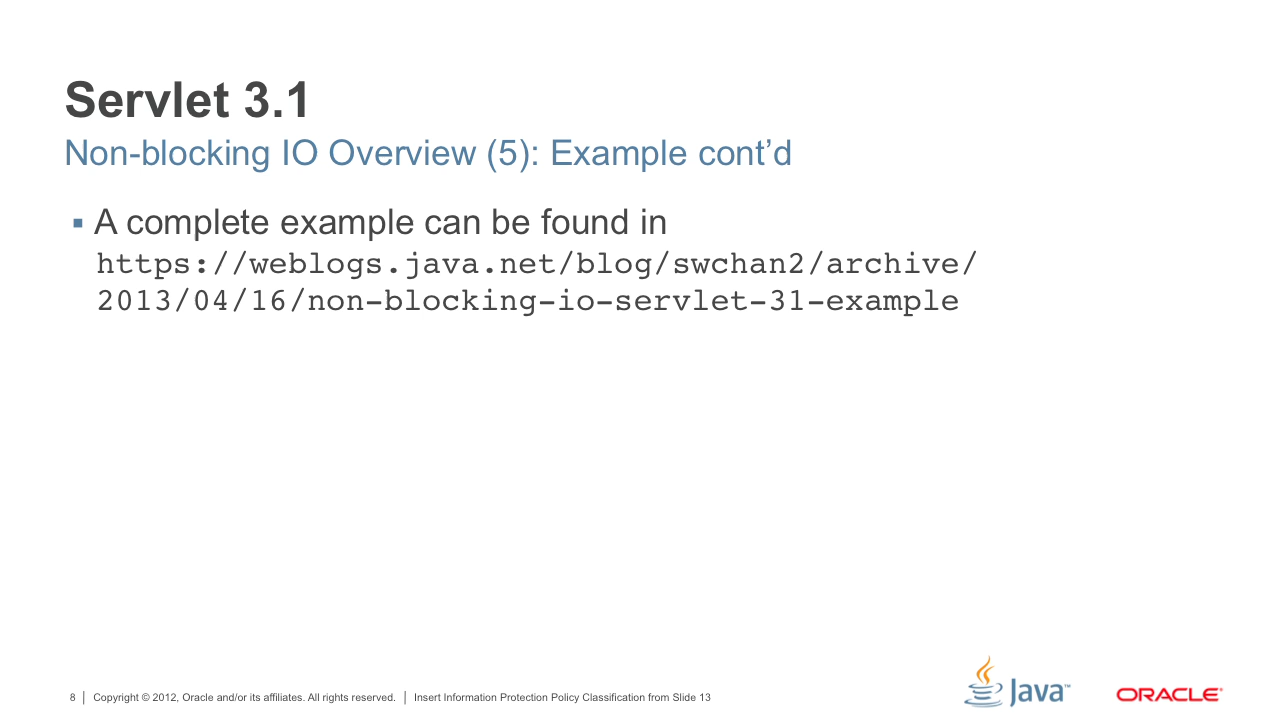 Servlet 3.1
Non-blocking IO Overview (5): Example cont’d
▪ A complete example can be found in
https://weblogs.java.net/blog/swchan2/archive/
2013/04/16/non-blocking-io-servlet-31-example
8 | Copyright © 2012, Oracle and/or its affiliates. All rights reserved. | Insert Information Protection Policy Classification from Slide 13
Java™
ORACLE®